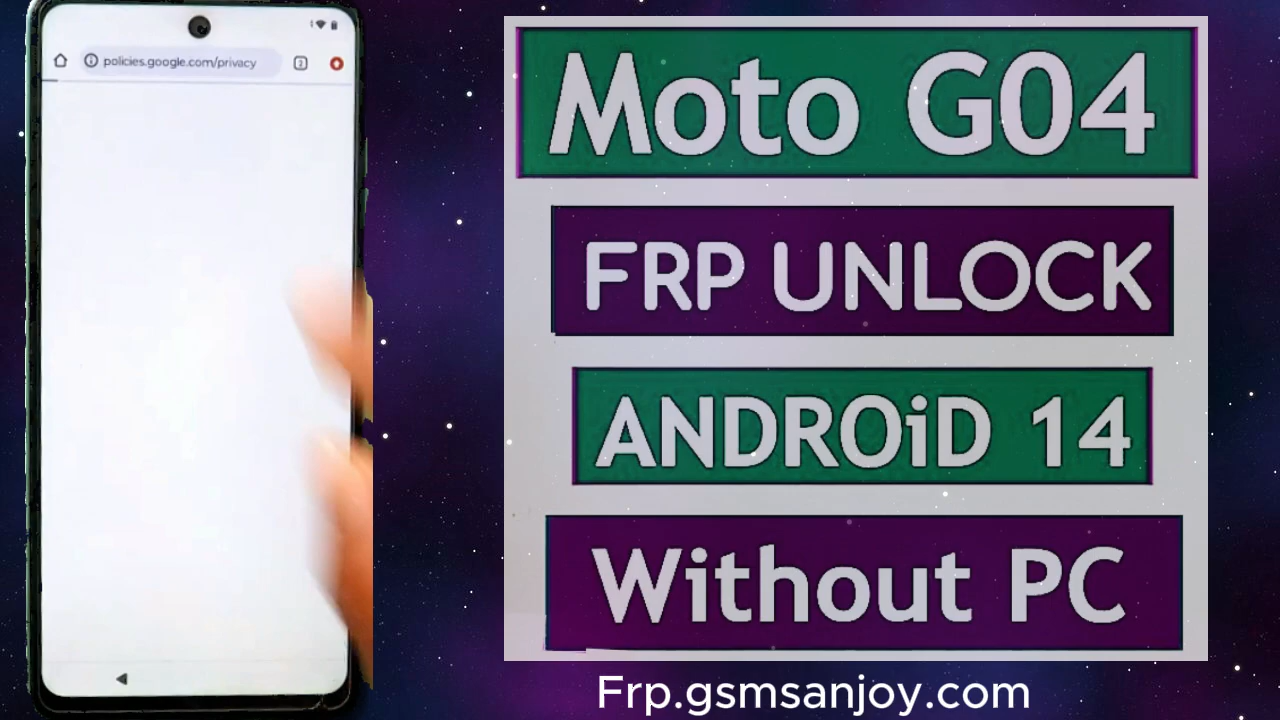 policies.google.com/privacy
2
Moto G04
FRP UNLOCK
ANDROiD 14
Without PC
Frp.gsmsanjoy.com